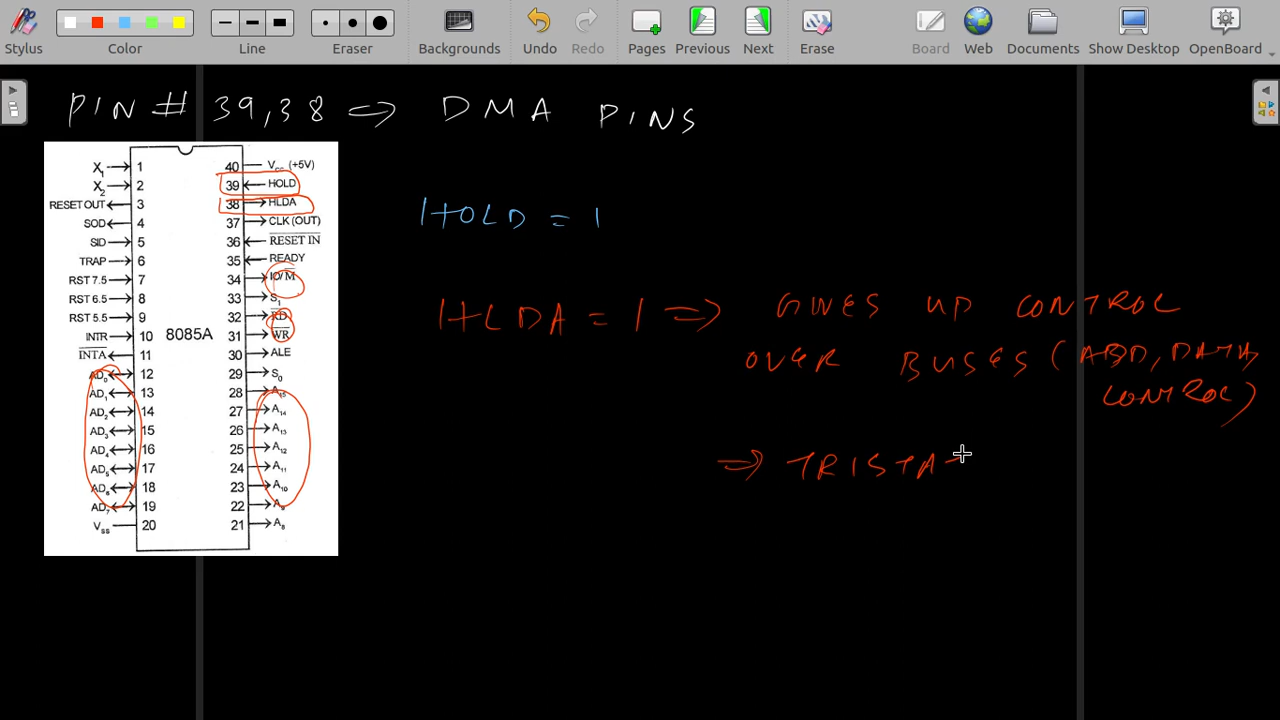 Stylus Color Line Eraser Backgrounds Undo Redo Pages Previous Next Erase Board Web Documents Show Desktop OpenBoard
PIN # 39,38 ⇒ DMA PINS
X1 1 40 VCC (+5V)
X2 2 39 HOLD
RESET OUT 3 38 HLDA
SOD 4 37 CLK (OUT)
SID 5 36 RESET IN
TRAP 6 35 READY
RST 7.5 7 34 IO/M
RST 6.5 8 33 S1
RST 5.5 9 32 RD
INTR 10 31 WR
8085A
INTA 11 30 ALE
AD0 12 29 S0
AD1 13 28 A15
AD2 14 27 A14
AD3 15 26 A13
AD4 16 25 A12
AD5 17 24 A11
AD6 18 23 A10
AD7 19 22 A9
VSS 20 21 A8
HOLD = 1
HLDA = 1 ⇒ GIVES UP CONTROL
OVER BUSES (ADD, DATA,
CONTROL)
⇒ TRISTAT